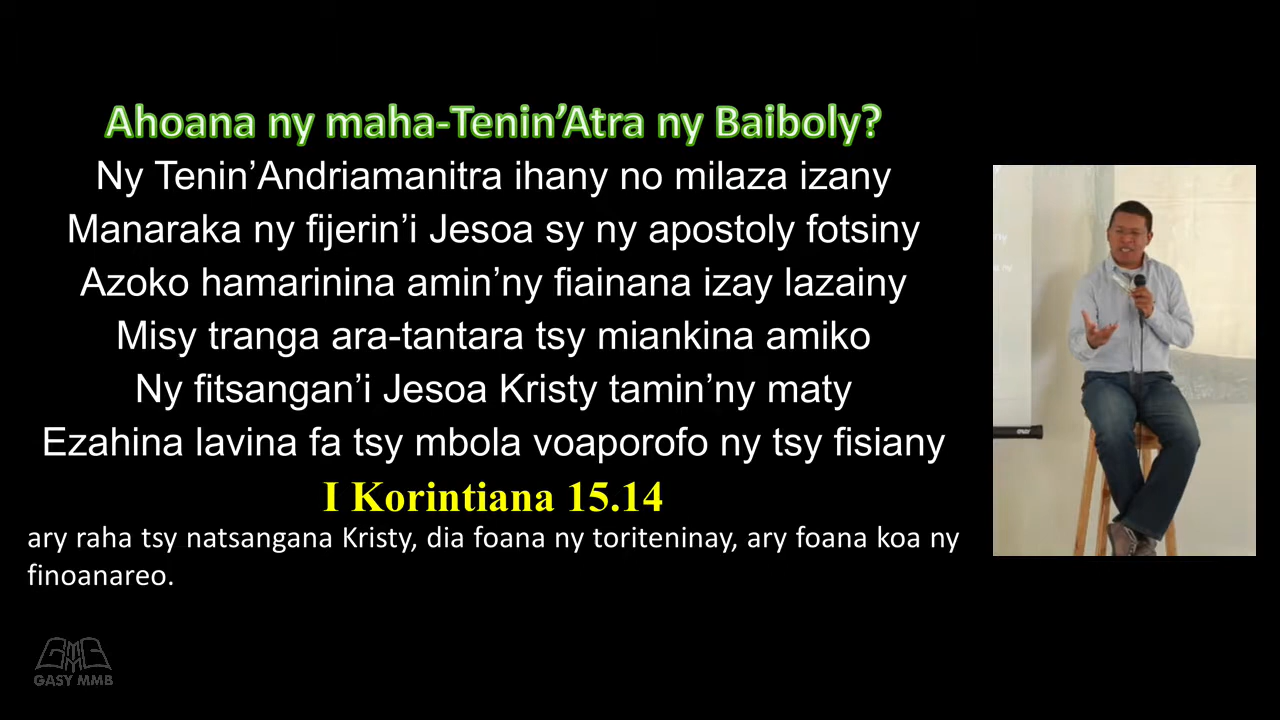 Ahoana ny maha-Tenin’Atra ny Baiboly?
Ny Tenin’Andriamanitra ihany no milaza izany
Manaraka ny fijerin’i Jesoa sy ny apostoly fotsiny
Azoko hamarinina amin’ny fiainana izay lazainy
Misy tranga ara-tantara tsy miankina amiko
Ny fitsangan’i Jesoa Kristy tamin’ny maty
Ezahina lavina fa tsy mbola voaporofo ny tsy fisiany
I Korintiana 15.14
ary raha tsy natsangana Kristy, dia foana ny toriteninay, ary foana koa ny
finoanareo.
GASY MMB